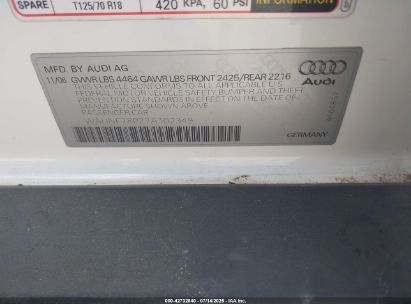 SPARE T125/70 R18 420 KPA, 60 PSI INFORMATION
MFD. BY AUDI AG
11/06 GVWR LBS 4464 GAWR LBS FRONT 2425/REAR 2216
THIS VEHICLE CONFORMS TO ALL APPLICABLE U.S.
FEDERAL MOTOR VEHICLE SAFETY, BUMPER AND THEFT
PREVENTION STANDARDS IN EFFECT ON THE DATE OF
MANUFACTURE SHOWN ABOVE.
PASSENGER CAR
Audi
GERMANY